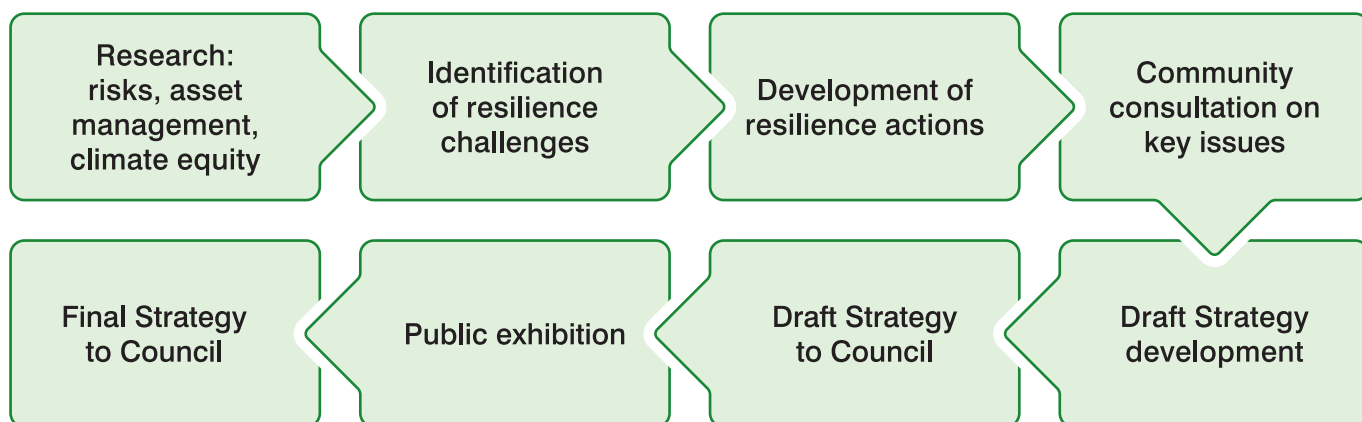 Research:
risks, asset
management,
climate equity
Identification
of resilience
challenges
Development of
resilience actions
Community
consultation on
key issues
Draft Strategy
development
Draft Strategy
to Council
Public exhibition
Final Strategy
to Council